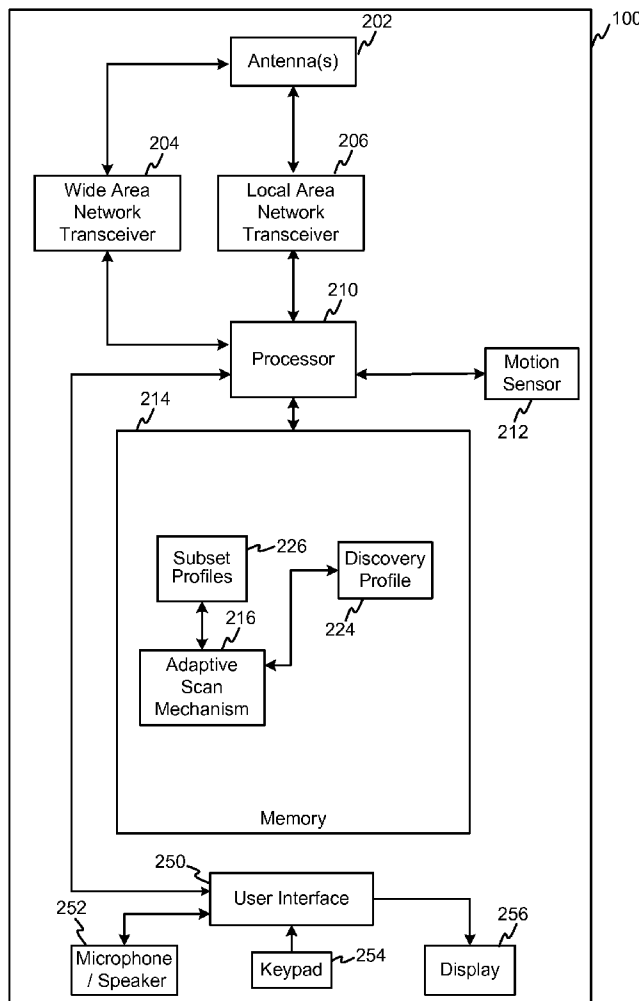 100
202
Antenna(s)
204
206
Wide Area
Network
Transceiver
Local Area
Network
Transceiver
210
Processor
Motion
Sensor
212
214
Subset
Profiles
226
Discovery
Profile
224
216
Adaptive
Scan
Mechanism
Memory
250
User Interface
252
Microphone
/ Speaker
Keypad
254
256
Display